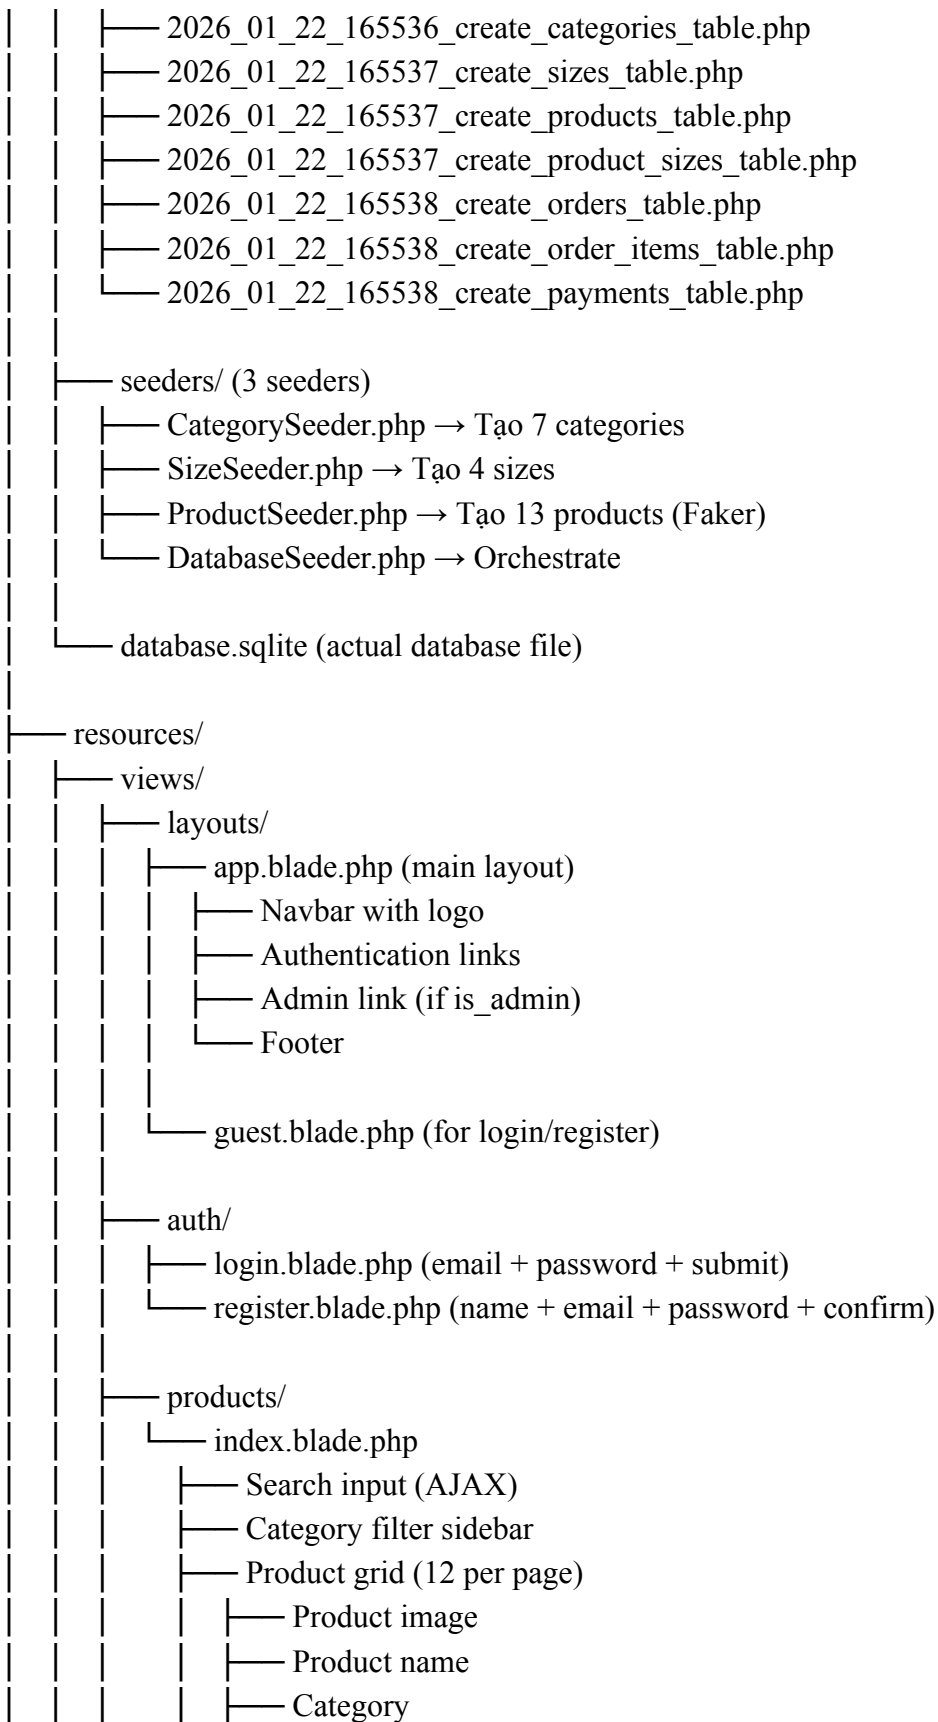 │ │ ├── 2026_01_22_165536_create_categories_table.php
│ │ ├── 2026_01_22_165537_create_sizes_table.php
│ │ ├── 2026_01_22_165537_create_products_table.php
│ │ ├── 2026_01_22_165537_create_product_sizes_table.php
│ │ ├── 2026_01_22_165538_create_orders_table.php
│ │ ├── 2026_01_22_165538_create_order_items_table.php
│ │ └── 2026_01_22_165538_create_payments_table.php
│ │
│ ├── seeders/ (3 seeders)
│ │ ├── CategorySeeder.php → Tạo 7 categories
│ │ ├── SizeSeeder.php → Tạo 4 sizes
│ │ ├── ProductSeeder.php → Tạo 13 products (Faker)
│ │ └── DatabaseSeeder.php → Orchestrate
│ │
│ └── database.sqlite (actual database file)
│
├── resources/
│ ├── views/
│ │ ├── layouts/
│ │ │ ├── app.blade.php (main layout)
│ │ │ │ ├── Navbar with logo
│ │ │ │ ├── Authentication links
│ │ │ │ ├── Admin link (if is_admin)
│ │ │ │ └── Footer
│ │ │ │
│ │ │ └── guest.blade.php (for login/register)
│ │ │
│ │ ├── auth/
│ │ │ ├── login.blade.php (email + password + submit)
│ │ │ └── register.blade.php (name + email + password + confirm)
│ │ │
│ │ ├── products/
│ │ │ └── index.blade.php
│ │ │ ├── Search input (AJAX)
│ │ │ ├── Category filter sidebar
│ │ │ ├── Product grid (12 per page)
│ │ │ │ ├── Product image
│ │ │ │ ├── Product name
│ │ │ │ ├── Category